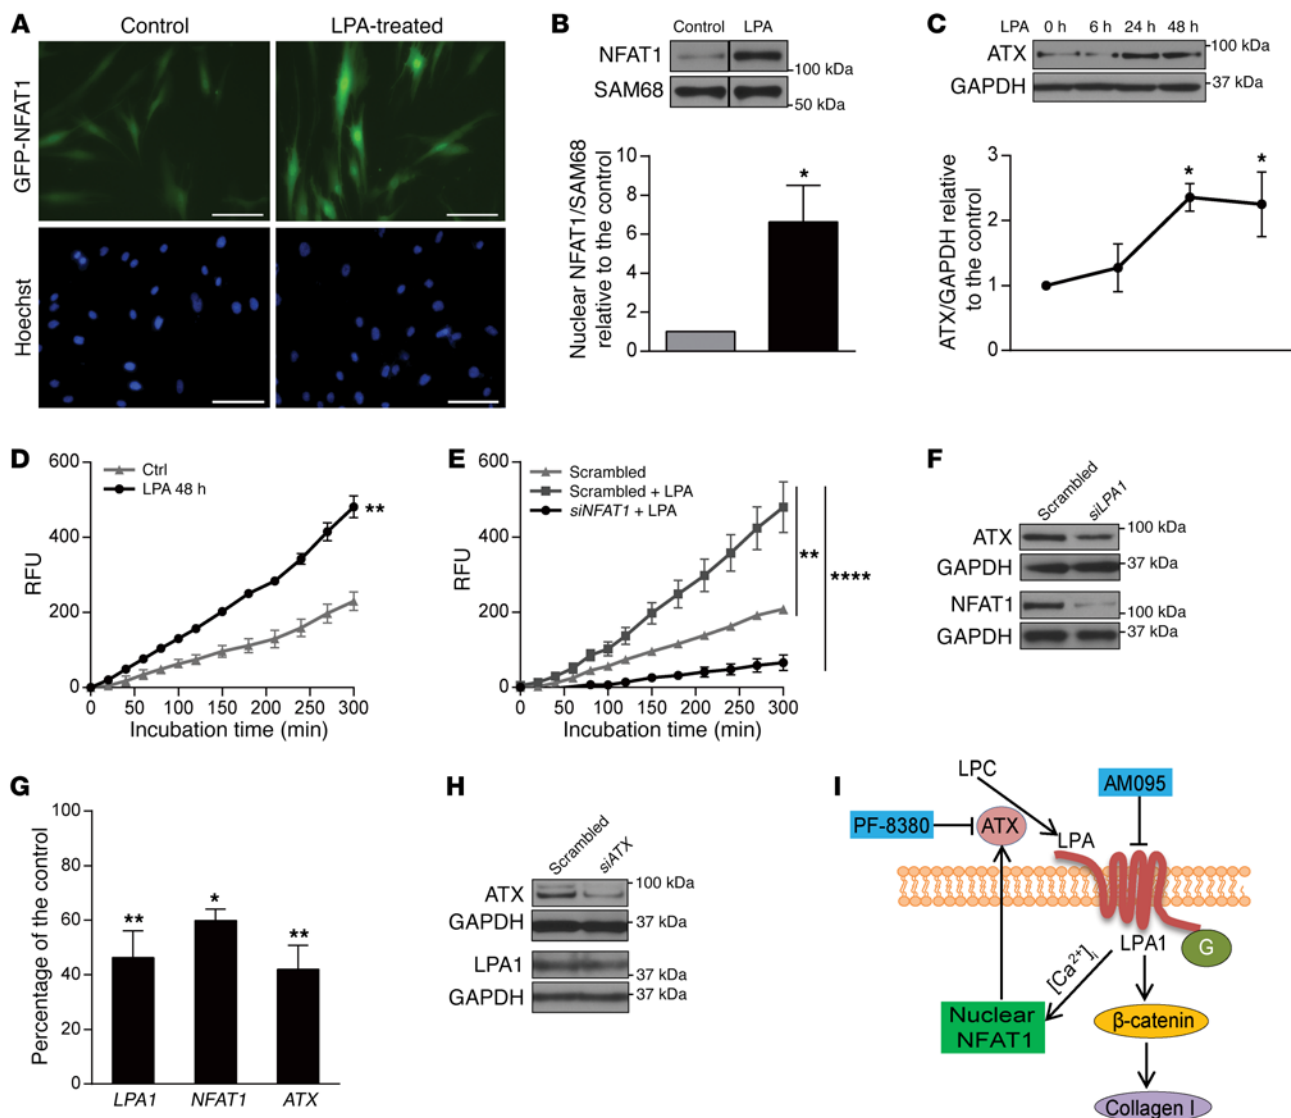 A
Control
LPA-treated
GFP-NFAT1
Hoechst
B
Control LPA
NFAT1
100 kDa
SAM68
50 kDa
Nuclear NFAT1/SAM68
relative to the control
10
8
6
4
2
0
*
C
LPA 0 h 6 h 24 h 48 h
ATX
100 kDa
GAPDH
37 kDa
ATX/GAPDH relative
to the control
3
2
1
0
*
*
D
600
400
200
0
RFU
Ctrl
LPA 48 h
**
0 50 100 150 200 250 300
Incubation time (min)
E
600
400
200
0
RFU
Scrambled
Scrambled + LPA
siNFAT1 + LPA
**
****
0 50 100 150 200 250 300
Incubation time (min)
F
Scrambled
siLPA1
ATX
100 kDa
GAPDH
37 kDa
NFAT1
100 kDa
GAPDH
37 kDa
G
Percentage of the control
100
80
60
40
20
0
**
*
**
LPA1 NFAT1 ATX
H
Scrambled
siATX
ATX
100 kDa
GAPDH
37 kDa
LPA1
37 kDa
GAPDH
37 kDa
I
LPC
AM095
PF-8380
ATX
LPA
LPA1
G
[Ca²⁺]ᵢ
Nuclear
NFAT1
β-catenin
Collagen I